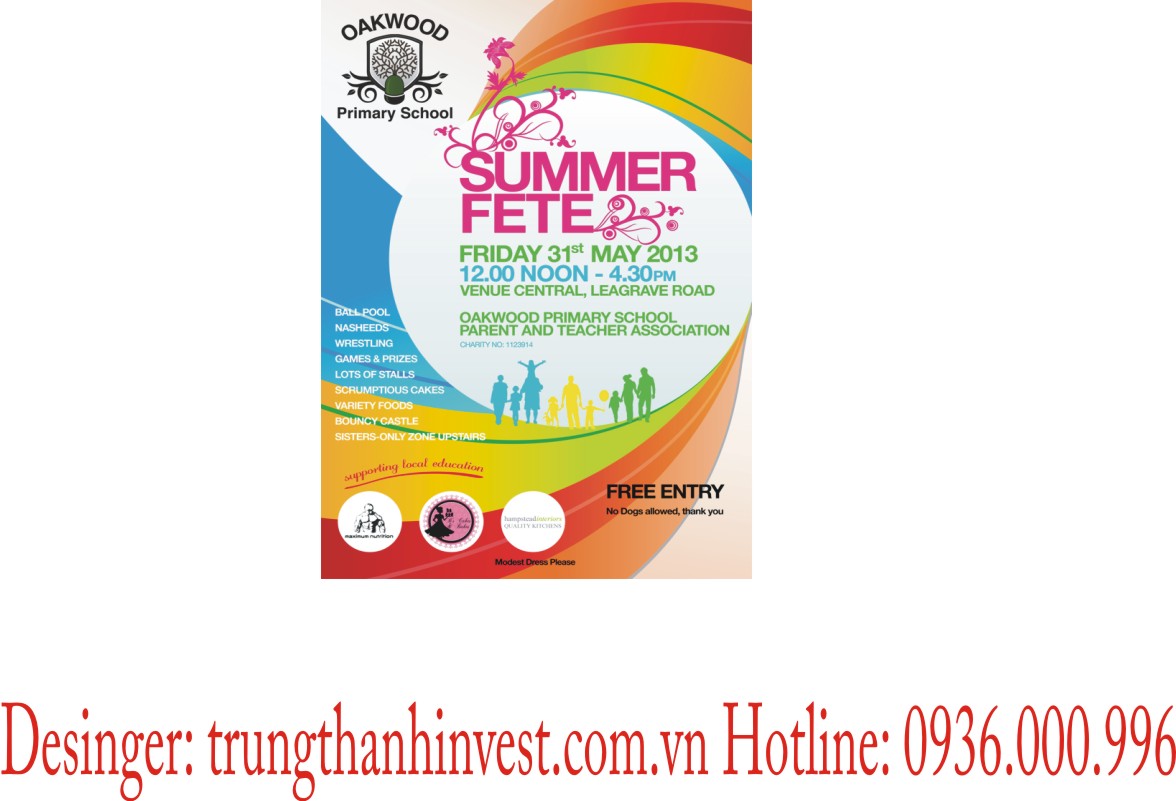 OAKWOOD
Primary School
SUMMER
FETE
FRIDAY 31st MAY 2013
12.00 NOON - 4.30PM
VENUE CENTRAL, LEAGRAVE ROAD
OAKWOOD PRIMARY SCHOOL
PARENT AND TEACHER ASSOCIATION
CHARITY NO: 1123914
BALL POOL
NASHEEDS
WRESTLING
GAMES & PRIZES
LOTS OF STALLS
SCRUMPTIOUS CAKES
VARIETY FOODS
BOUNCY CASTLE
SISTERS-ONLY ZONE UPSTAIRS
supporting local education
maximum nutrition
hampsteadinteriors
QUALITY KITCHENS
FREE ENTRY
No Dogs allowed, thank you
Modest Dress Please
Desinger: trungthanhinvest.com.vn Hotline: 0936.000.996